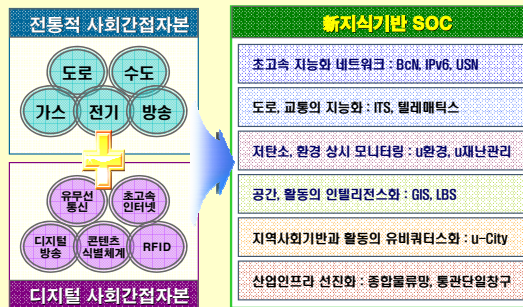 전통적 사회간접자본
도로
수도
가스
전기
방송
유무선
통신
초고속
인터넷
디지털
방송
콘텐츠
식별체계
RFID
디지털 사회간접자본
新지식기반 SOC
초고속 지능화 네트워크 : BcN, IPv6, USN
도로, 교통의 지능화 : ITS, 텔레매틱스
저탄소, 환경 상시 모니터링 : u환경, u재난관리
공간, 활동의 인텔리전스화 : GIS, LBS
지역사회기반과 활동의 유비쿼터스화 : u-City
산업인프라 선진화 : 종합물류망, 통관단일창구